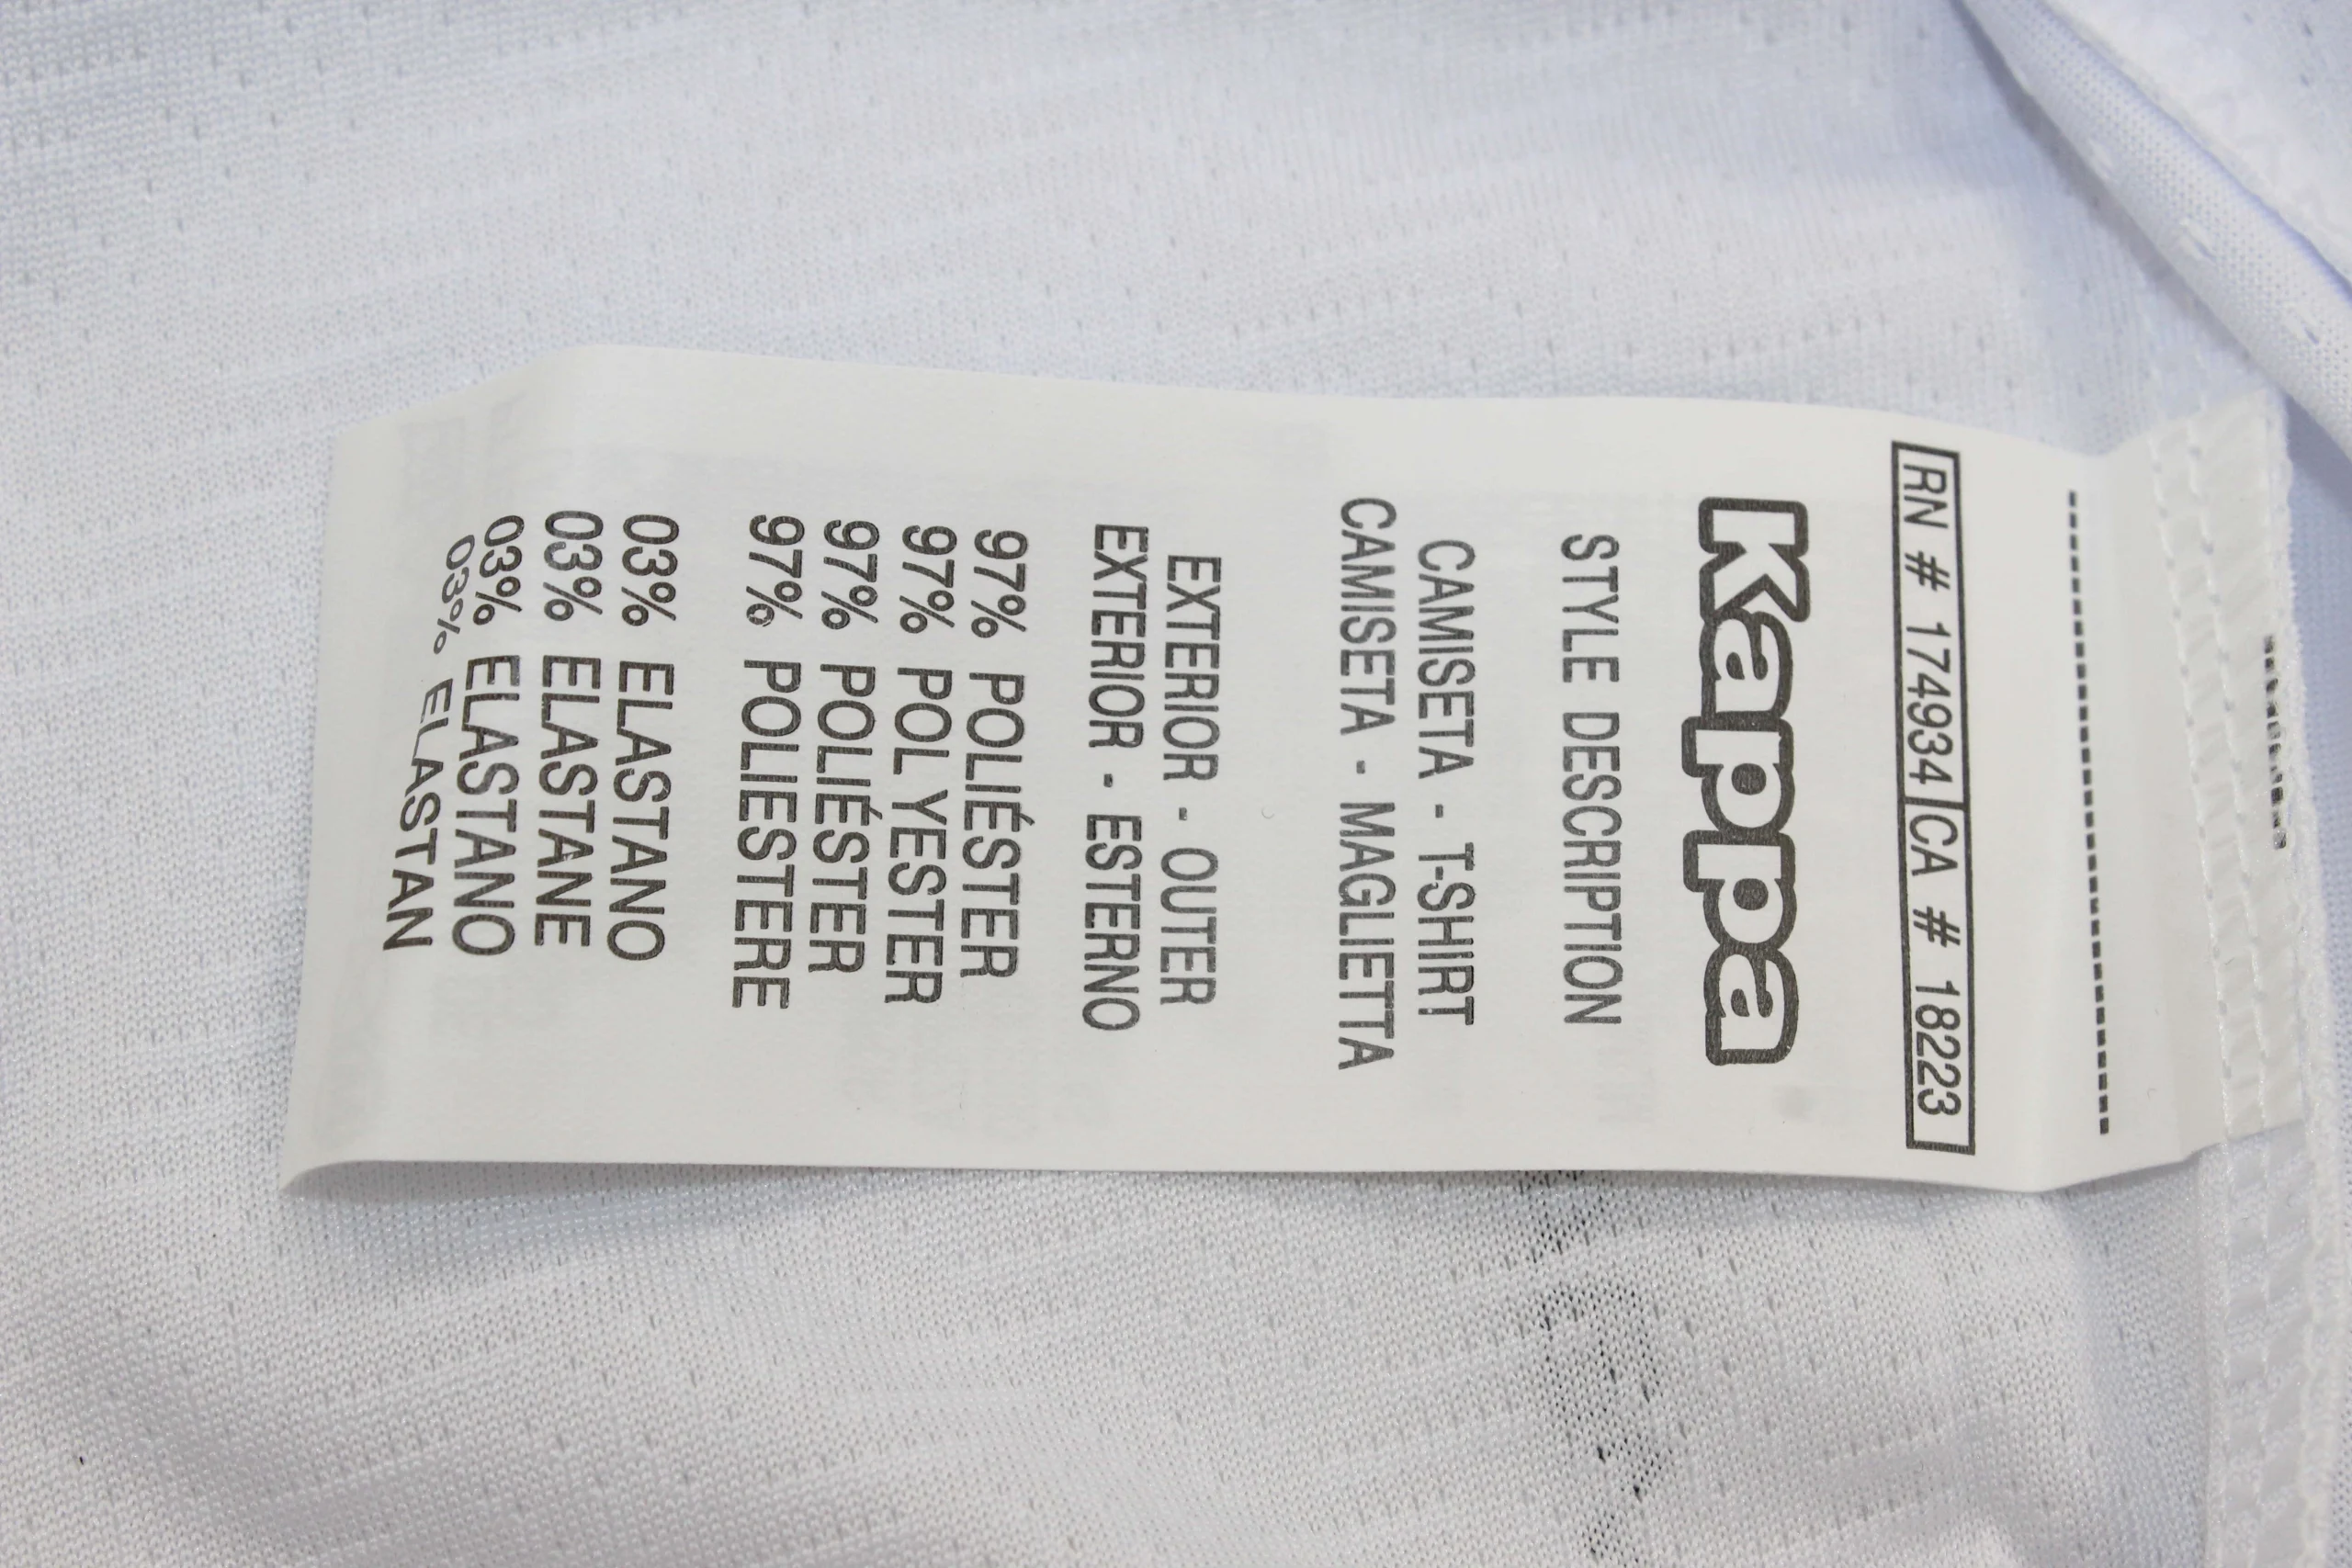 RN # 174934 CA # 18223
Kappa
STYLE DESCRIPTION
CAMISETA - T-SHIRT
CAMISETA - MAGLIETTA
EXTERIOR - OUTER
EXTERIOR - ESTERNO
97% POLIÉSTER
97% POLYESTER
97% POLIÉSTER
97% POLIESTERE
03% ELASTANO
03% ELASTANE
03% ELASTANO
03% ELASTAN